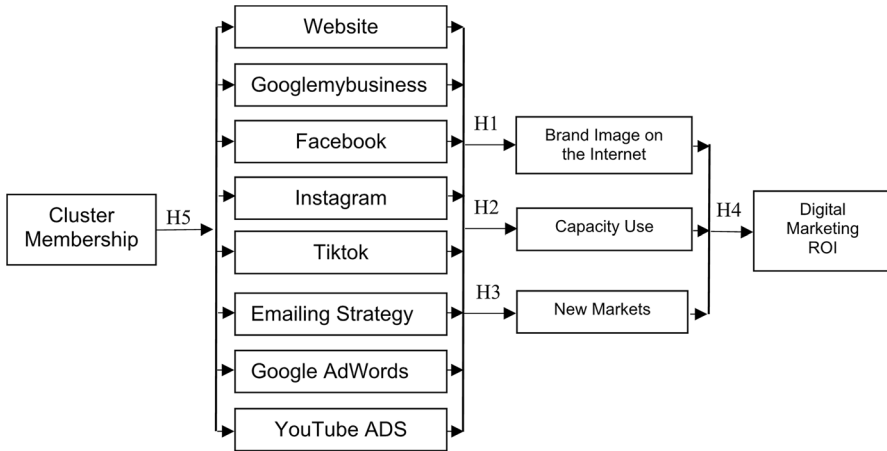 Cluster
Membership
H5
Website
Googlemybusiness
Facebook
Instagram
Tiktok
Emailing Strategy
Google AdWords
YouTube ADS
H1
H2
H3
Brand Image on
the Internet
Capacity Use
New Markets
H4
Digital
Marketing
ROI